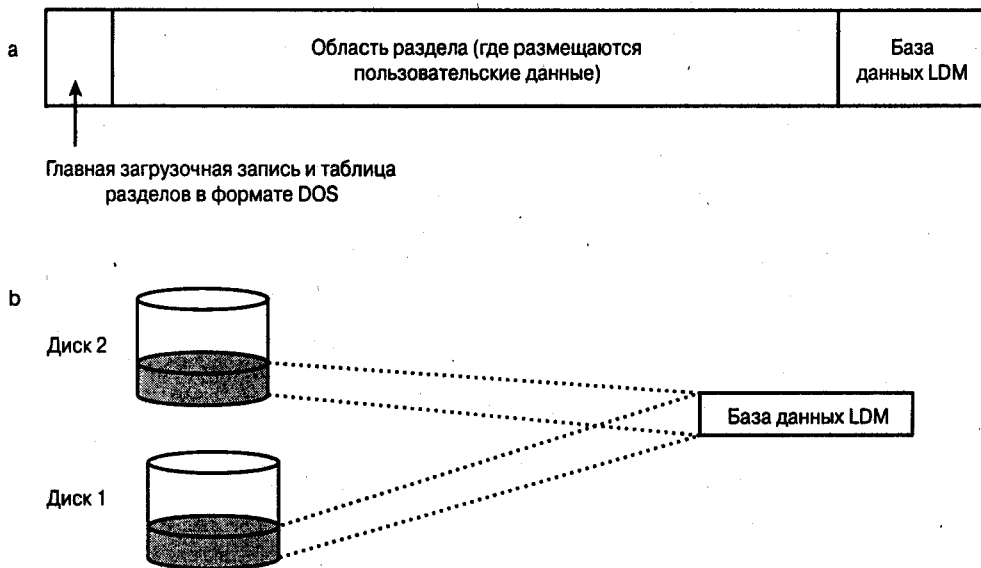 a
Область раздела (где размещаются
пользовательские данные)
База
данных LDM
Главная загрузочная запись и таблица
разделов в формате DOS
b
Диск 2
База данных LDM
Диск 1